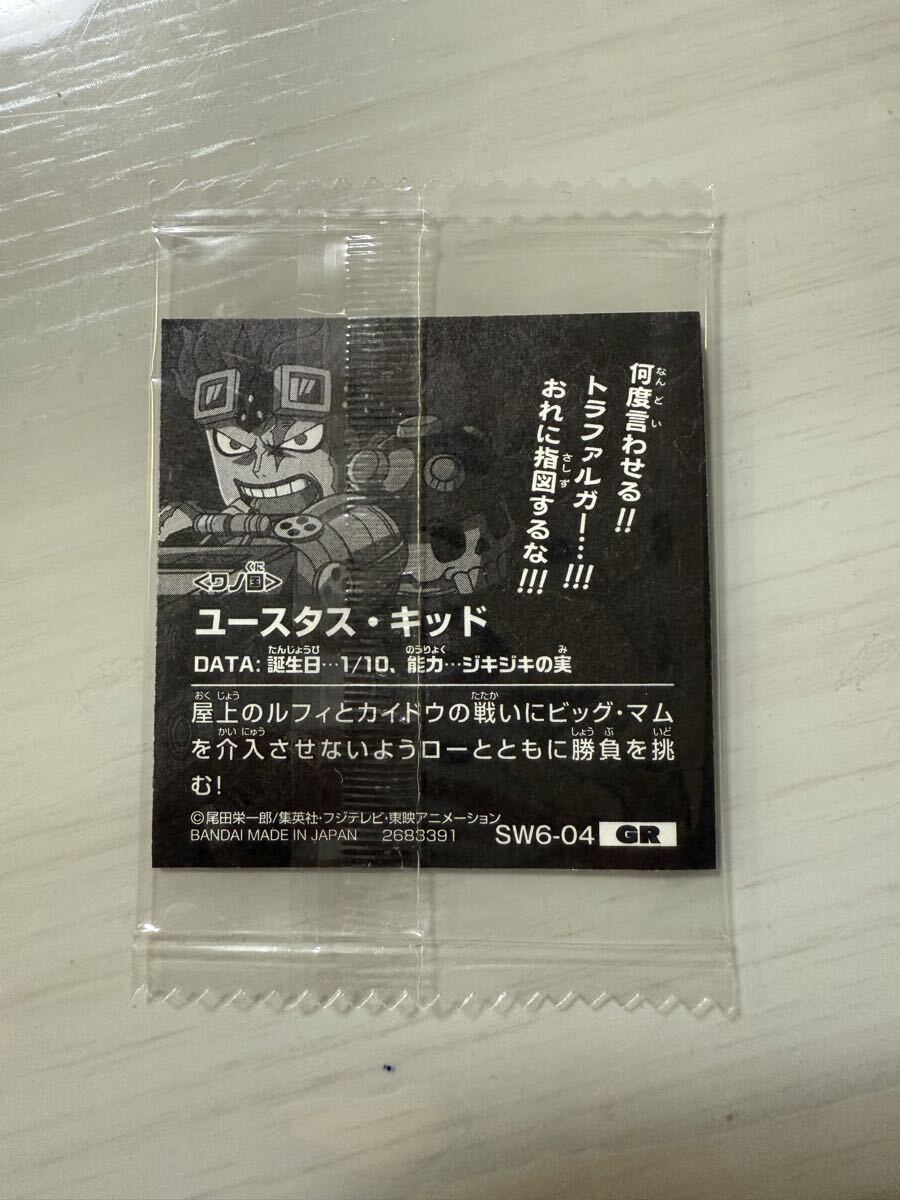 何度言わせる!!
トラファルガー…!!!
おれに指図するな!!!
<ワノ国>
ユースタス・キッド
DATA: 誕生日…1/10、能力…ジキジキの実
屋上のルフィとカイドウの戦いにビッグ・マム
を介入させないようローとともに勝負を挑
む!
©尾田栄一郎/集英社・フジテレビ・東映アニメーション
BANDAI MADE IN JAPAN 2683391 SW6-04 GR